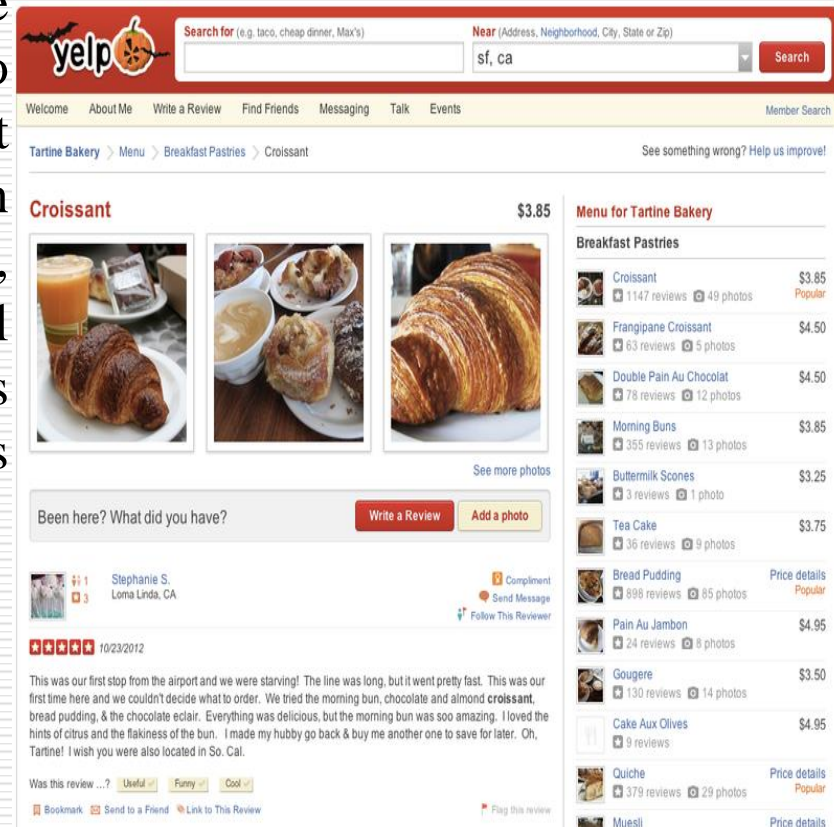 yelp
Search for (e.g. taco, cheap dinner, Max's)
Near (Address, Neighborhood, City, State or Zip)
sf, ca
Search
Welcome About Me Write a Review Find Friends Messaging Talk Events
Member Search
Tartine Bakery > Menu > Breakfast Pastries > Croissant
See something wrong? Help us improve!
Croissant $3.85
See more photos
Been here? What did you have?
Write a Review
Add a photo
1
3
Stephanie S.
Loma Linda, CA
Compliment
Send Message
Follow This Reviewer
10/23/2012
This was our first stop from the airport and we were starving! The line was long, but it went pretty fast. This was our
first time here and we couldn't decide what to order. We tried the morning bun, chocolate and almond croissant,
bread pudding, & the chocolate eclair. Everything was delicious, but the morning bun was soo amazing. I loved the
hints of citrus and the flakiness of the bun. I made my hubby go back & buy me another one to save for later. Oh,
Tartine! I wish you were also located in So. Cal.
Was this review ...? Useful Funny Cool
Bookmark Send to a Friend Link to This Review
Flag this review
Menu for Tartine Bakery
Breakfast Pastries
Croissant $3.85
1147 reviews 49 photos Popular
Frangipane Croissant $4.50
63 reviews 5 photos
Double Pain Au Chocolat $4.50
78 reviews 12 photos
Morning Buns $3.85
355 reviews 13 photos
Buttermilk Scones $3.25
3 reviews 1 photo
Tea Cake $3.75
36 reviews 9 photos
Bread Pudding Price details
898 reviews 85 photos Popular
Pain Au Jambon $4.95
24 reviews 8 photos
Gougere $3.50
130 reviews 14 photos
Cake Aux Olives $4.95
9 reviews
Quiche Price details
379 reviews 29 photos Popular
Muesli Price details